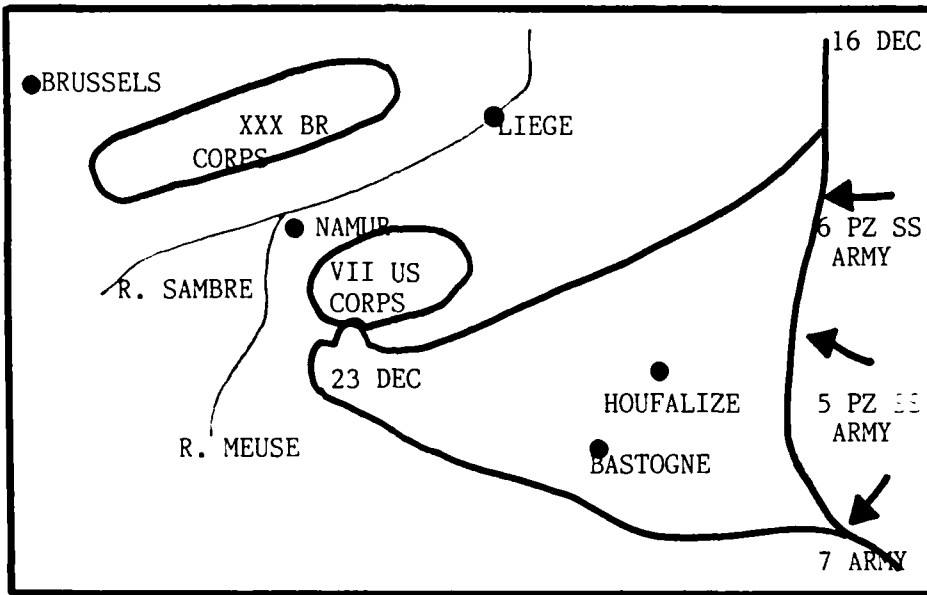 16 DEC
BRUSSELS
XXX BR
CORPS
LIEGE
6 PZ SS
ARMY
NAMUR
VII US
CORPS
R. SAMBRE
23 DEC
HOUFALIZE
5 PZ
ARMY
R. MEUSE
BASTOGNE
7 ARMY